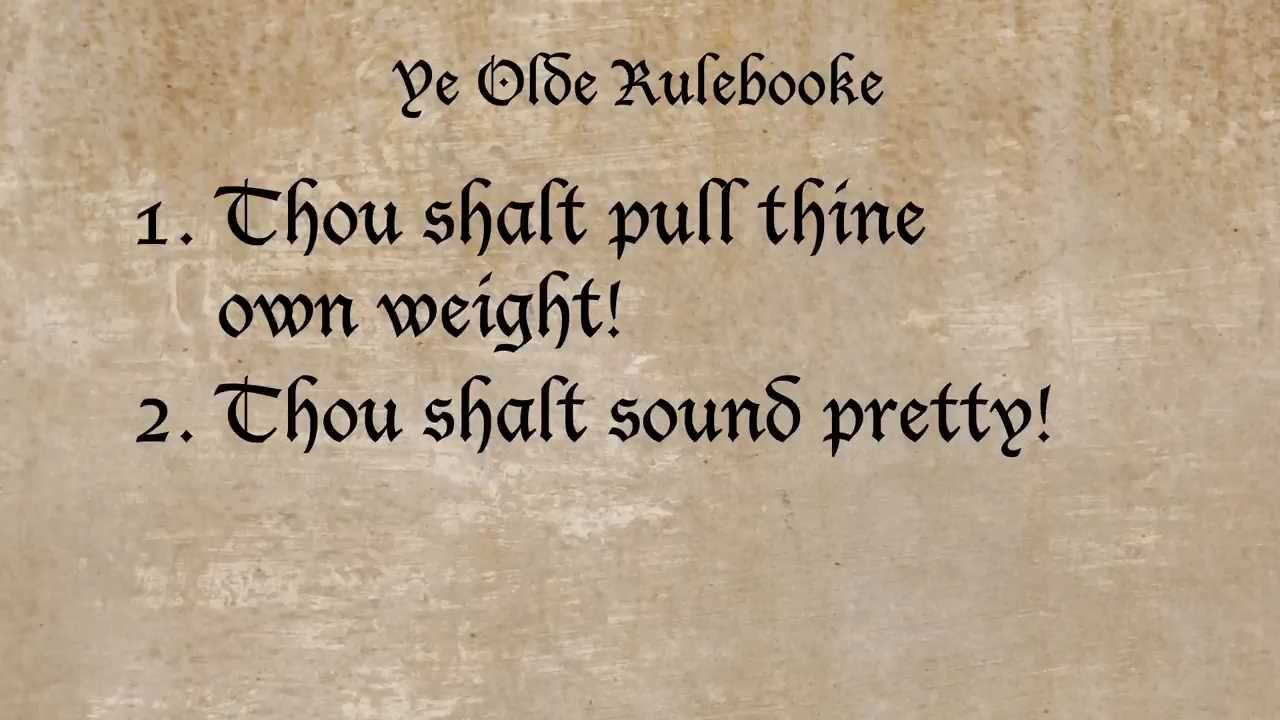 Ye Olde Rulebooke
1. Thou shalt pull thine
own weight!
2. Thou shalt sound pretty!